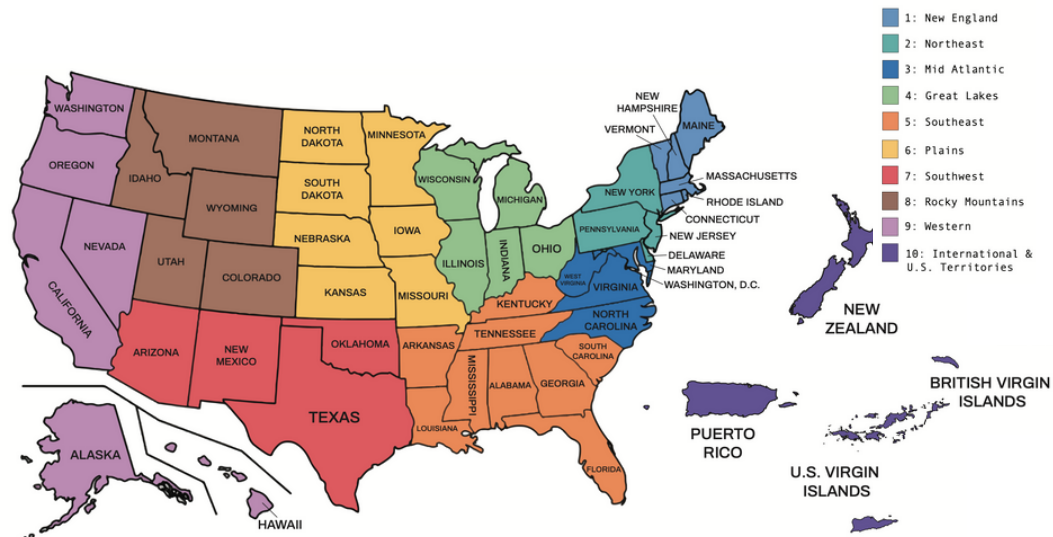 1: New England
2: Northeast
3: Mid Atlantic
4: Great Lakes
5: Southeast
6: Plains
7: Southwest
8: Rocky Mountains
9: Western
10: International &
U.S. Territories
WASHINGTON
OREGON
CALIFORNIA
NEVADA
IDAHO
MONTANA
WYOMING
UTAH
COLORADO
ARIZONA
NEW
MEXICO
TEXAS
OKLAHOMA
NORTH
DAKOTA
SOUTH
DAKOTA
NEBRASKA
KANSAS
MINNESOTA
IOWA
MISSOURI
WISCONSIN
MICHIGAN
ILLINOIS
INDIANA
OHIO
KENTUCKY
TENNESSEE
ARKANSAS
LOUISIANA
MISSISSIPPI
ALABAMA
GEORGIA
FLORIDA
SOUTH
CAROLINA
NORTH
CAROLINA
VIRGINIA
WEST
VIRGINIA
PENNSYLVANIA
NEW YORK
NEW
HAMPSHIRE
VERMONT
MAINE
MASSACHUSETTS
RHODE ISLAND
CONNECTICUT
NEW JERSEY
DELAWARE
MARYLAND
WASHINGTON, D.C.
ALASKA
HAWAII
NEW
ZEALAND
PUERTO
RICO
BRITISH VIRGIN
ISLANDS
U.S. VIRGIN
ISLANDS